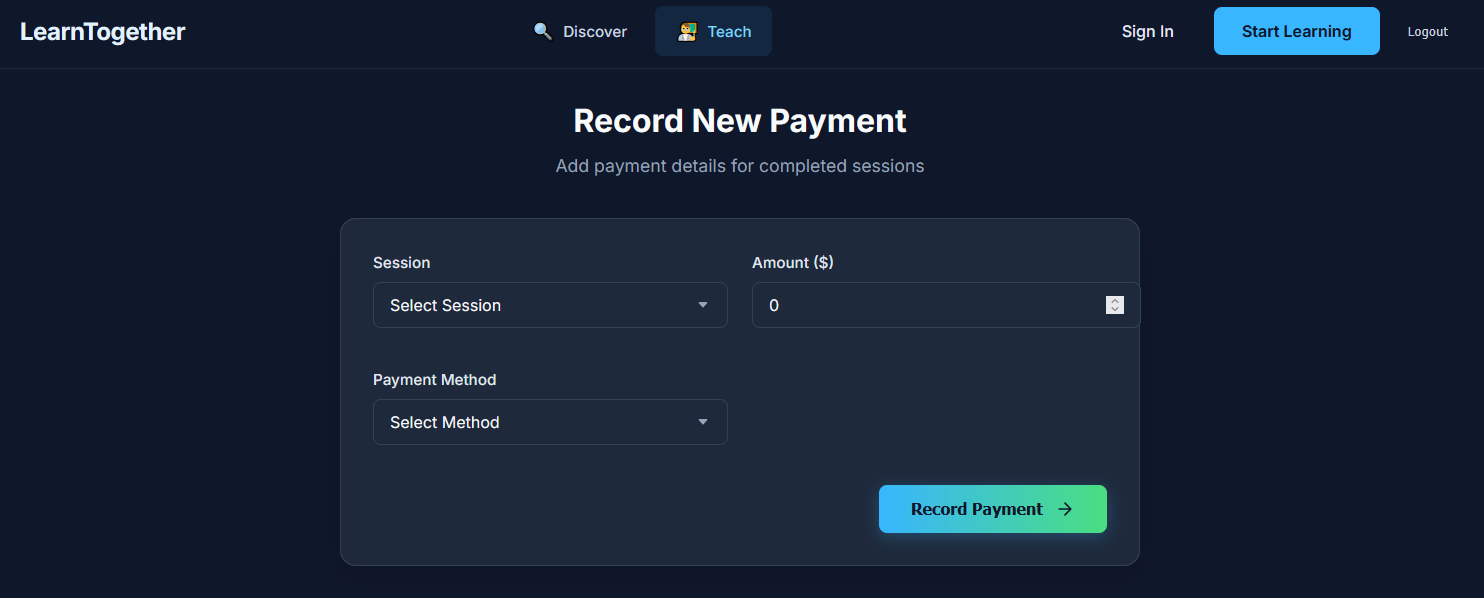 LearnTogether
Discover
Teach
Sign In
Start Learning
Logout
Record New Payment
Add payment details for completed sessions
Session
Amount ($)
Select Session
0
Payment Method
Select Method
Record Payment →